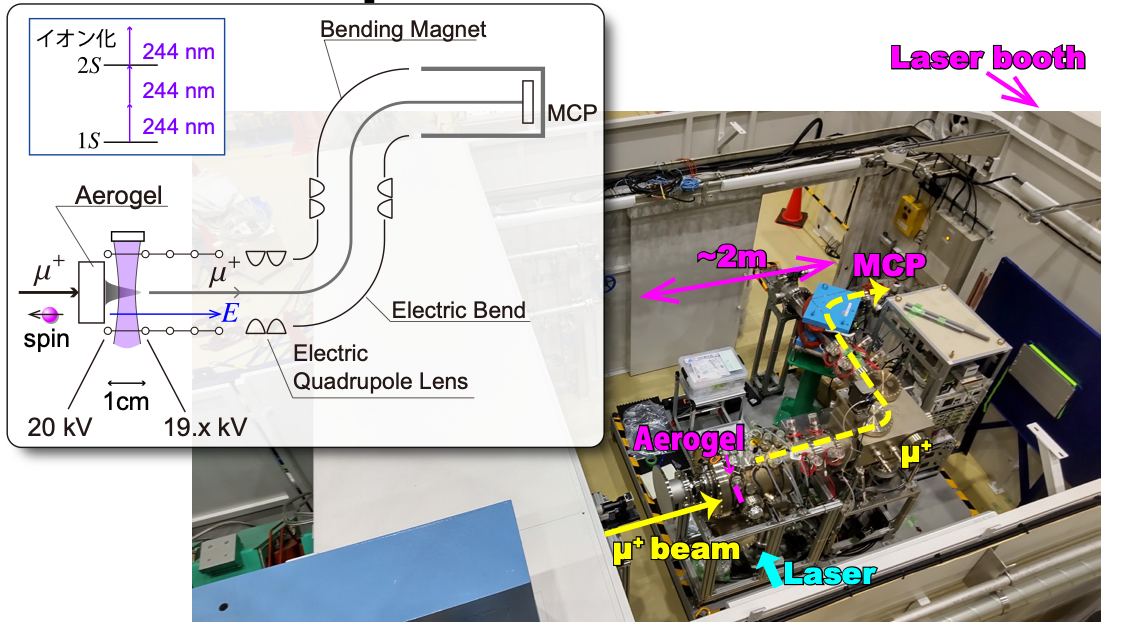 Bending Magnet
イオン化
244 nm
2S
244 nm
244 nm
1S
MCP
Aerogel
μ+
μ+
E
spin
Electric Bend
Electric
Quadrupole Lens
1cm
20 kV
19.x kV
Laser booth
~2m
MCP
Aerogel
μ+
μ+ beam
Laser